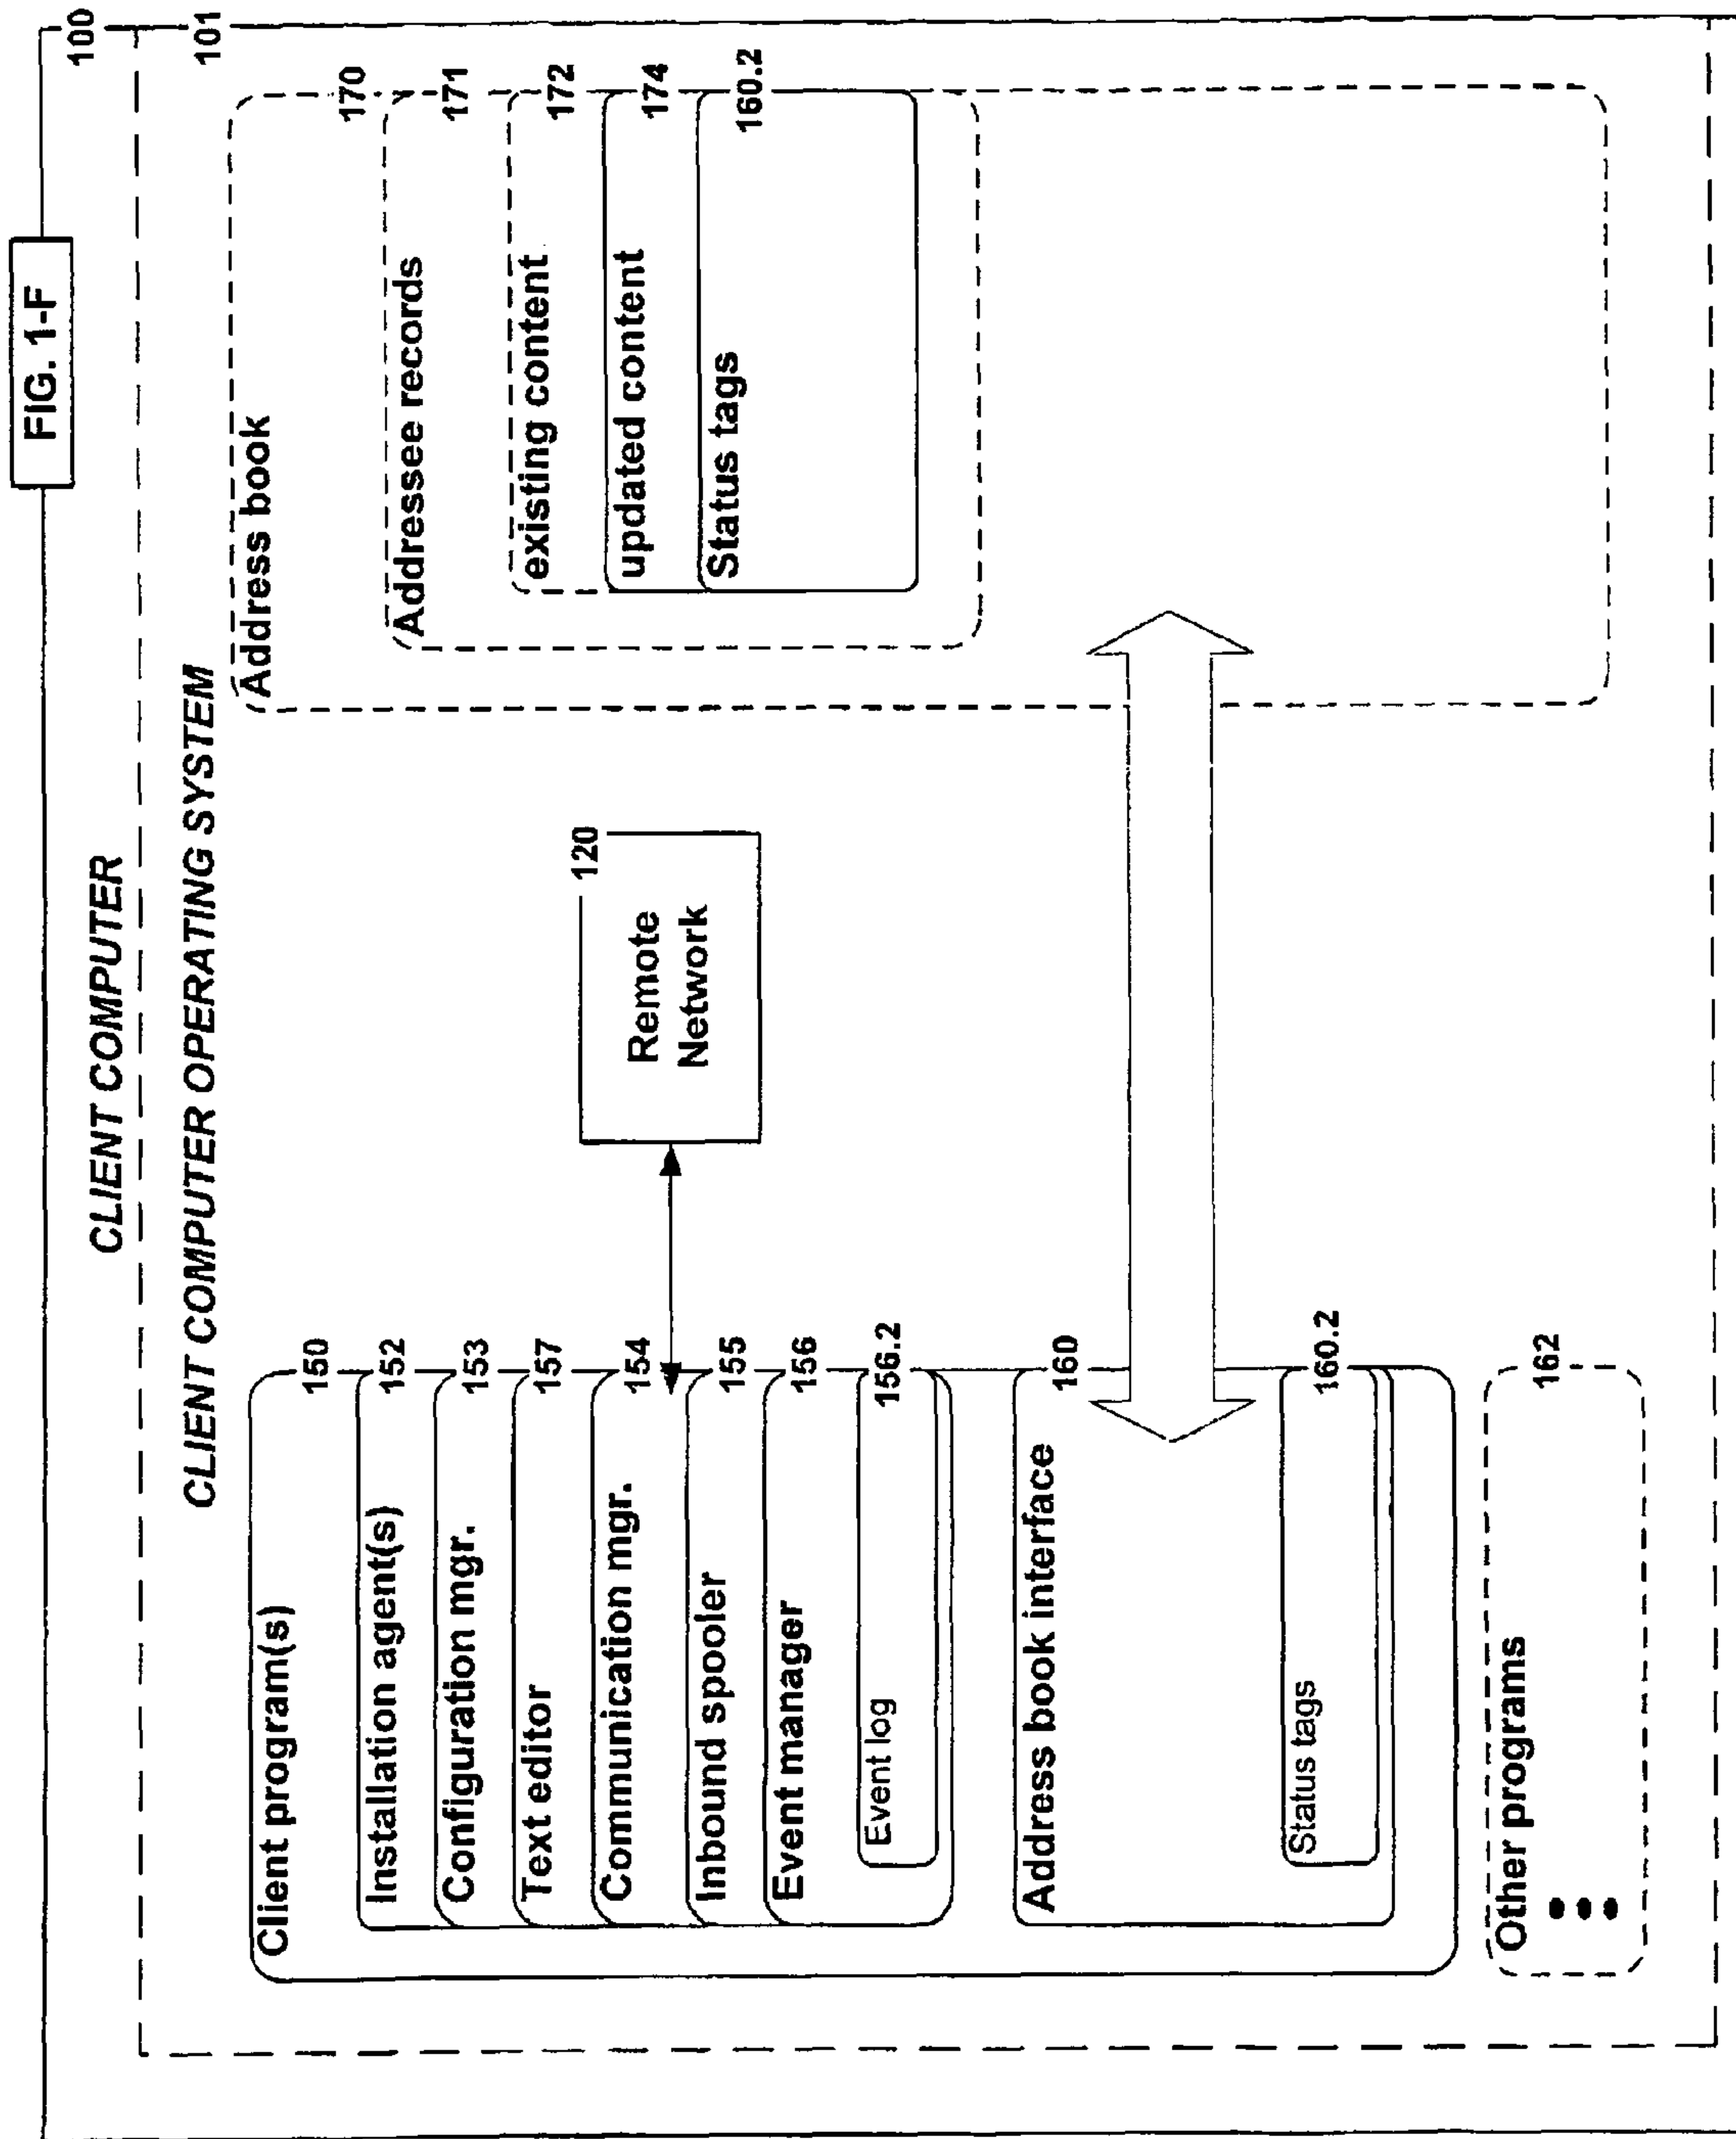 FIG. 1-F
100
CLIENT COMPUTER
101
CLIENT COMPUTER OPERATING SYSTEM
Client program(s)
150
Installation agent(s)
152
Configuration mgr.
153
Text editor
157
Communication mgr.
154
Inbound spooler
155
Event manager
156
Event log
156.2
Address book interface
160
Status tags
160.2
Other programs
162
120
Remote
Network
Address book
170
Addressee records
171
existing content
172
updated content
174
Status tags
160.2